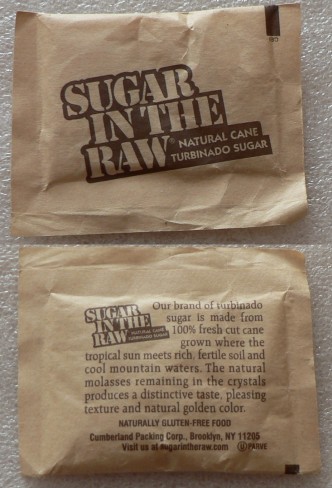 SUGAR
IN THE
RAW®
NATURAL CANE
TURBINADO SUGAR
SUGAR
IN THE
RAW
NATURAL CANE
TURBINADO SUGAR
Our brand of turbinado
sugar is made from
100% fresh cut cane
grown where the
tropical sun meets rich, fertile soil and
cool mountain waters. The natural
molasses remaining in the crystals
produces a distinctive taste, pleasing
texture and natural golden color.
NATURALLY GLUTEN-FREE FOOD
Cumberland Packing Corp., Brooklyn, NY 11205
Visit us at sugarintheraw.com Ⓤ PARVE